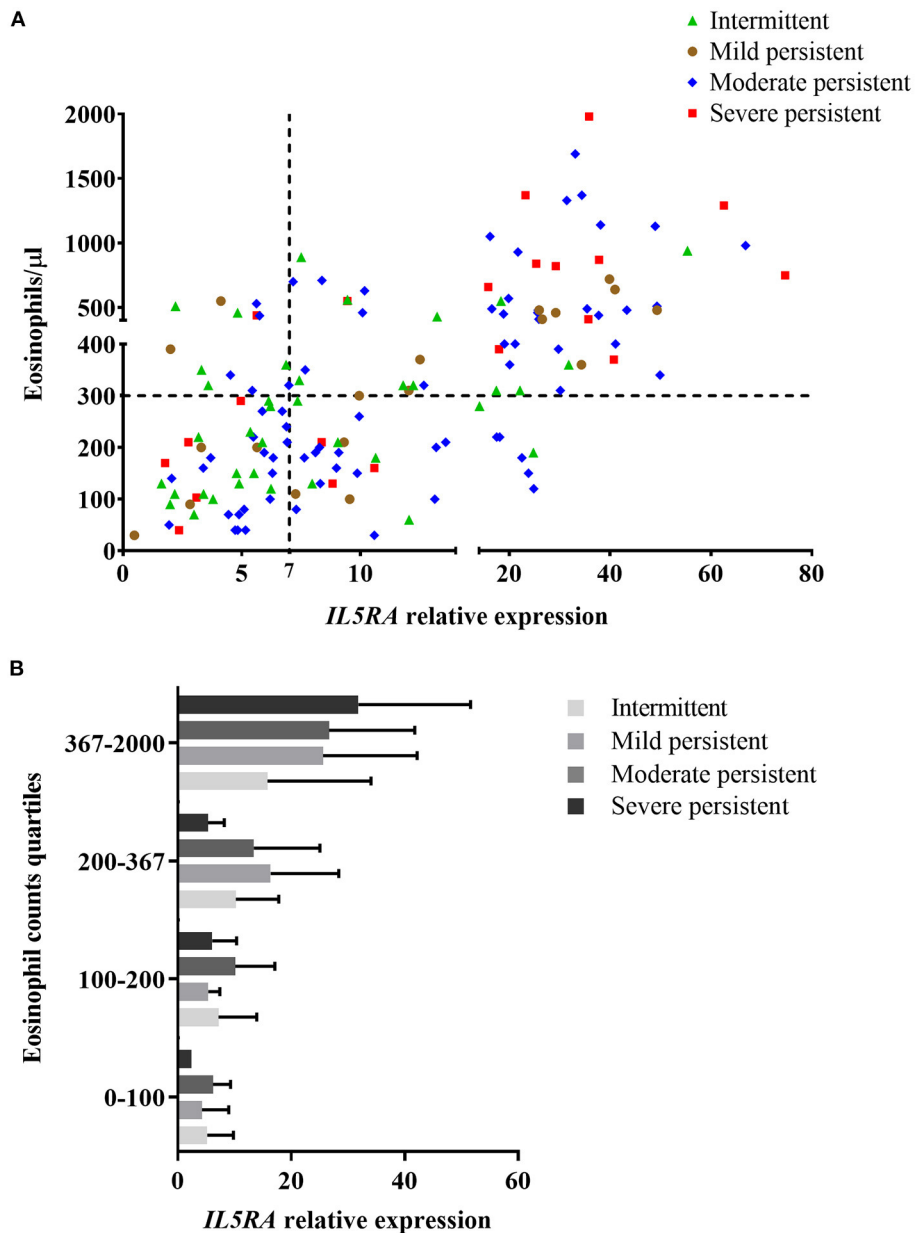 A
Intermittent
Mild persistent
Moderate persistent
Severe persistent
Eosinophils/μl
2000
1500
1000
500
400
300
200
100
0
0 5 7 10 20 40 60 80
IL5RA relative expression
B
Intermittent
Mild persistent
Moderate persistent
Severe persistent
Eosinophil counts quartiles
367-2000
200-367
100-200
0-100
0 20 40 60
IL5RA relative expression